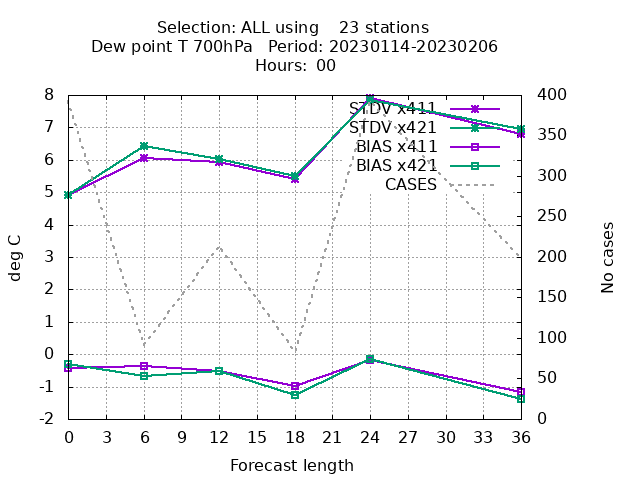 Selection: ALL using    23 stations
Dew point T 700hPa   Period: 20230114-20230206
Hours:  00
STDV x411
STDV x421
BIAS x411
BIAS x421
CASES
8
7
6
5
4
3
2
1
0
-1
-2
400
350
300
250
200
150
100
50
0
deg C
No cases
0 3 6 9 12 15 18 21 24 27 30 33 36
Forecast length